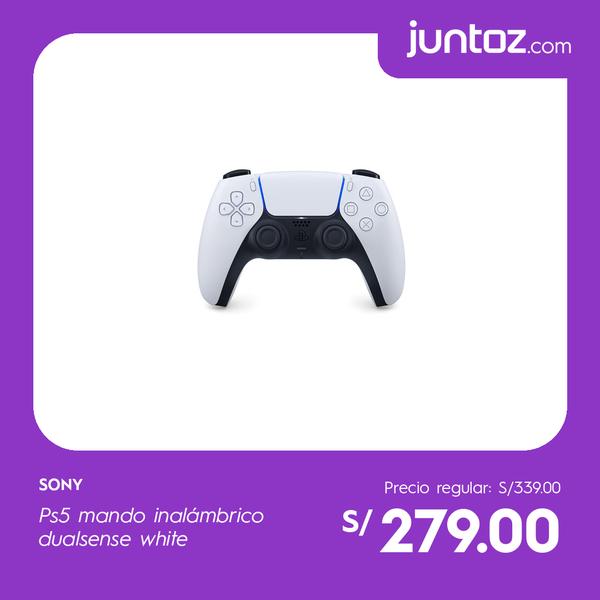 juntoz.com
SONY
Ps5 mando inalámbrico
dualsense white
Precio regular: S/339.00
S/ 279.00